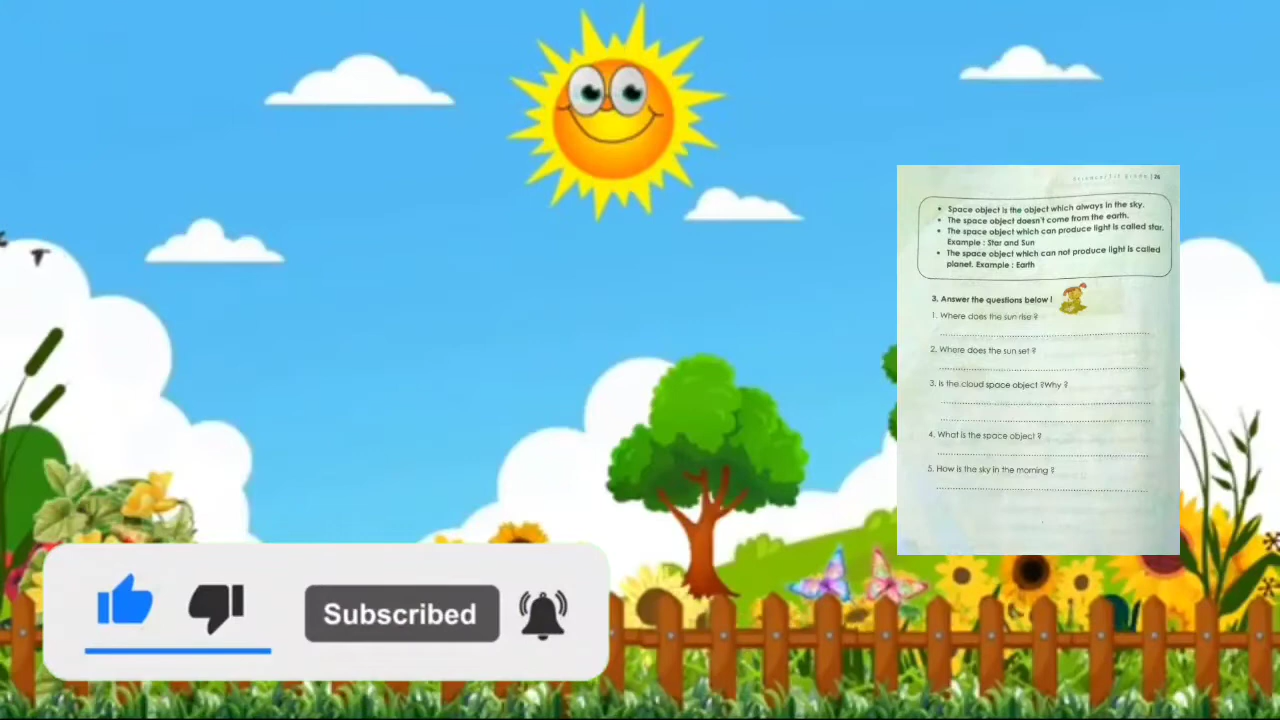 Science/1st grade | 26
• Space object is the object which always in the sky.
• The space object doesn't come from the earth.
• The space object which can produce light is called star.
Example : Star and Sun
• The space object which can not produce light is called
planet. Example : Earth
3. Answer the questions below !
1. Where does the sun rise ?
2. Where does the sun set ?
3. Is the cloud space object ?Why ?
4. What is the space object ?
5. How is the sky in the morning ?
Subscribed